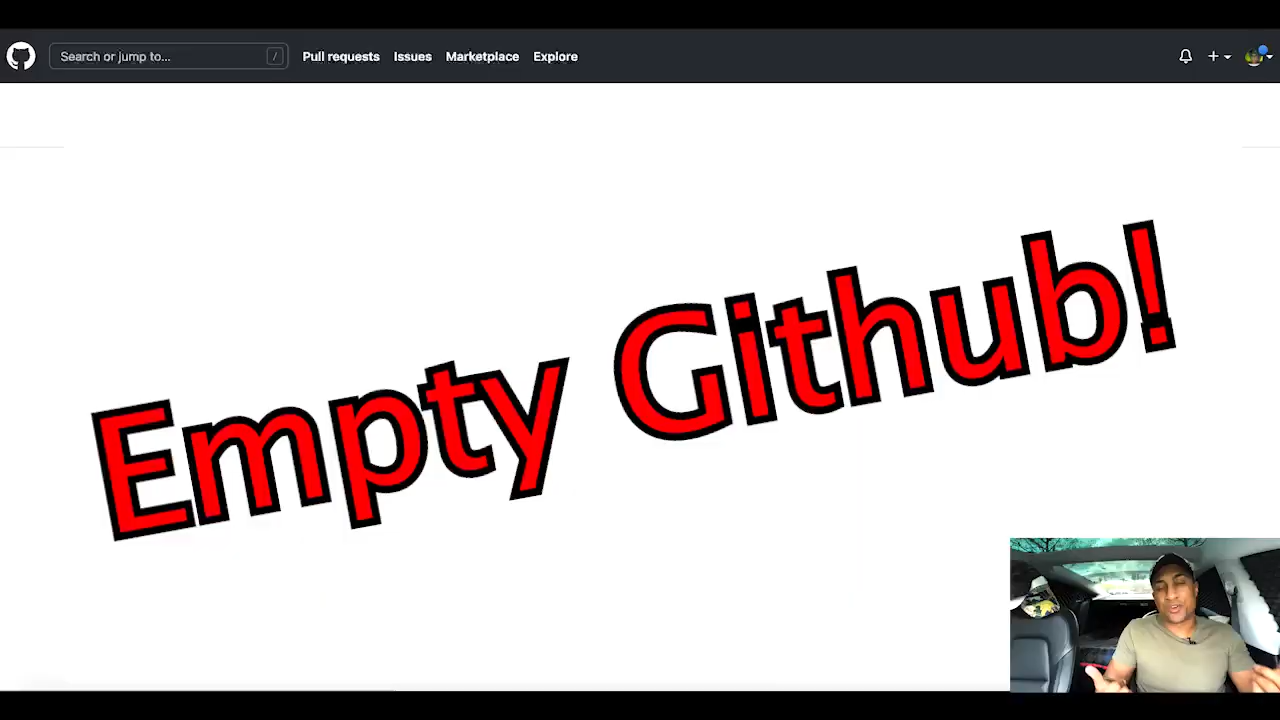 Search or jump to... /
Pull requests Issues Marketplace Explore
Empty Github!